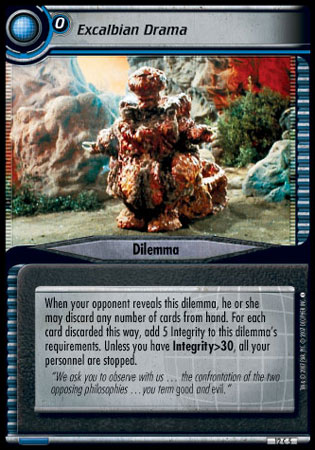 0
Excalbian Drama
Dilemma
When your opponent reveals this dilemma, he or she
may discard any number of cards from hand. For each
card discarded this way, add 5 Integrity to this dilemma's
requirements. Unless you have Integrity>30, all your
personnel are stopped.
"We ask you to observe with us ... the confrontation of the two
opposing philosophies ... you term good and evil."
12 C 5